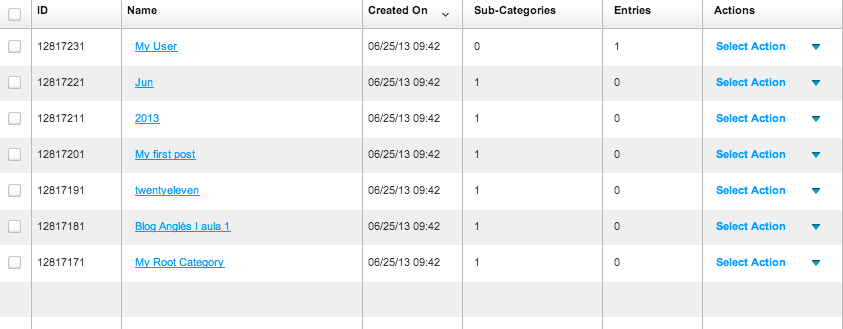 ID Name Created On Sub-Categories Entries Actions
12817231 My User 06/25/13 09:42 0 1 Select Action
12817221 Jun 06/25/13 09:42 1 0 Select Action
12817211 2013 06/25/13 09:42 1 0 Select Action
12817201 My first post 06/25/13 09:42 1 0 Select Action
12817191 twentyeleven 06/25/13 09:42 1 0 Select Action
12817181 Blog Anglès I aula 1 06/25/13 09:42 1 0 Select Action
12817171 My Root Category 06/25/13 09:42 1 0 Select Action